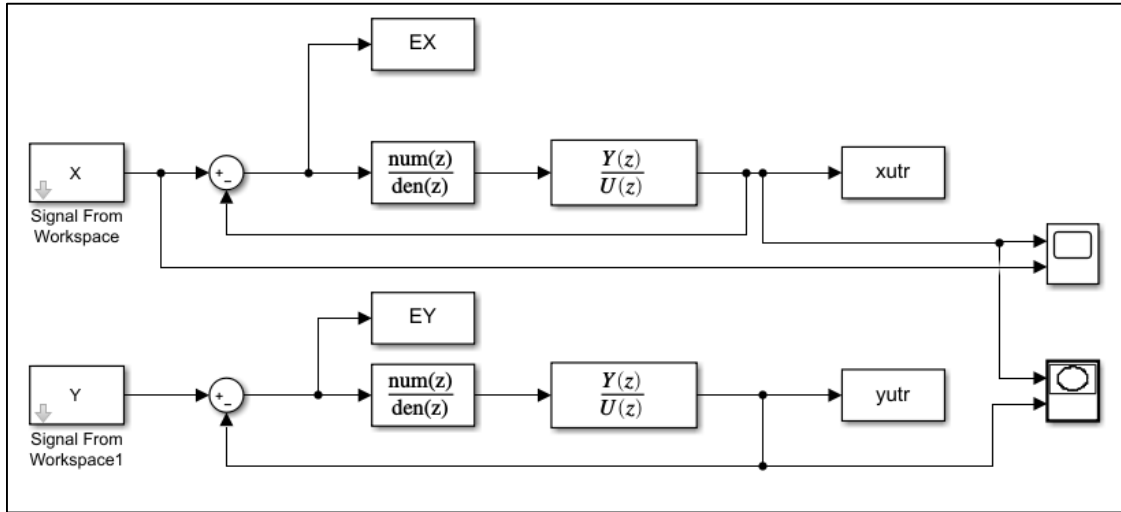 EX
X
+
-
num(z)
den(z)
Y(z)
U(z)
xutr
Signal From
Workspace
EY
Y
+
-
num(z)
den(z)
Y(z)
U(z)
yutr
Signal From
Workspace1